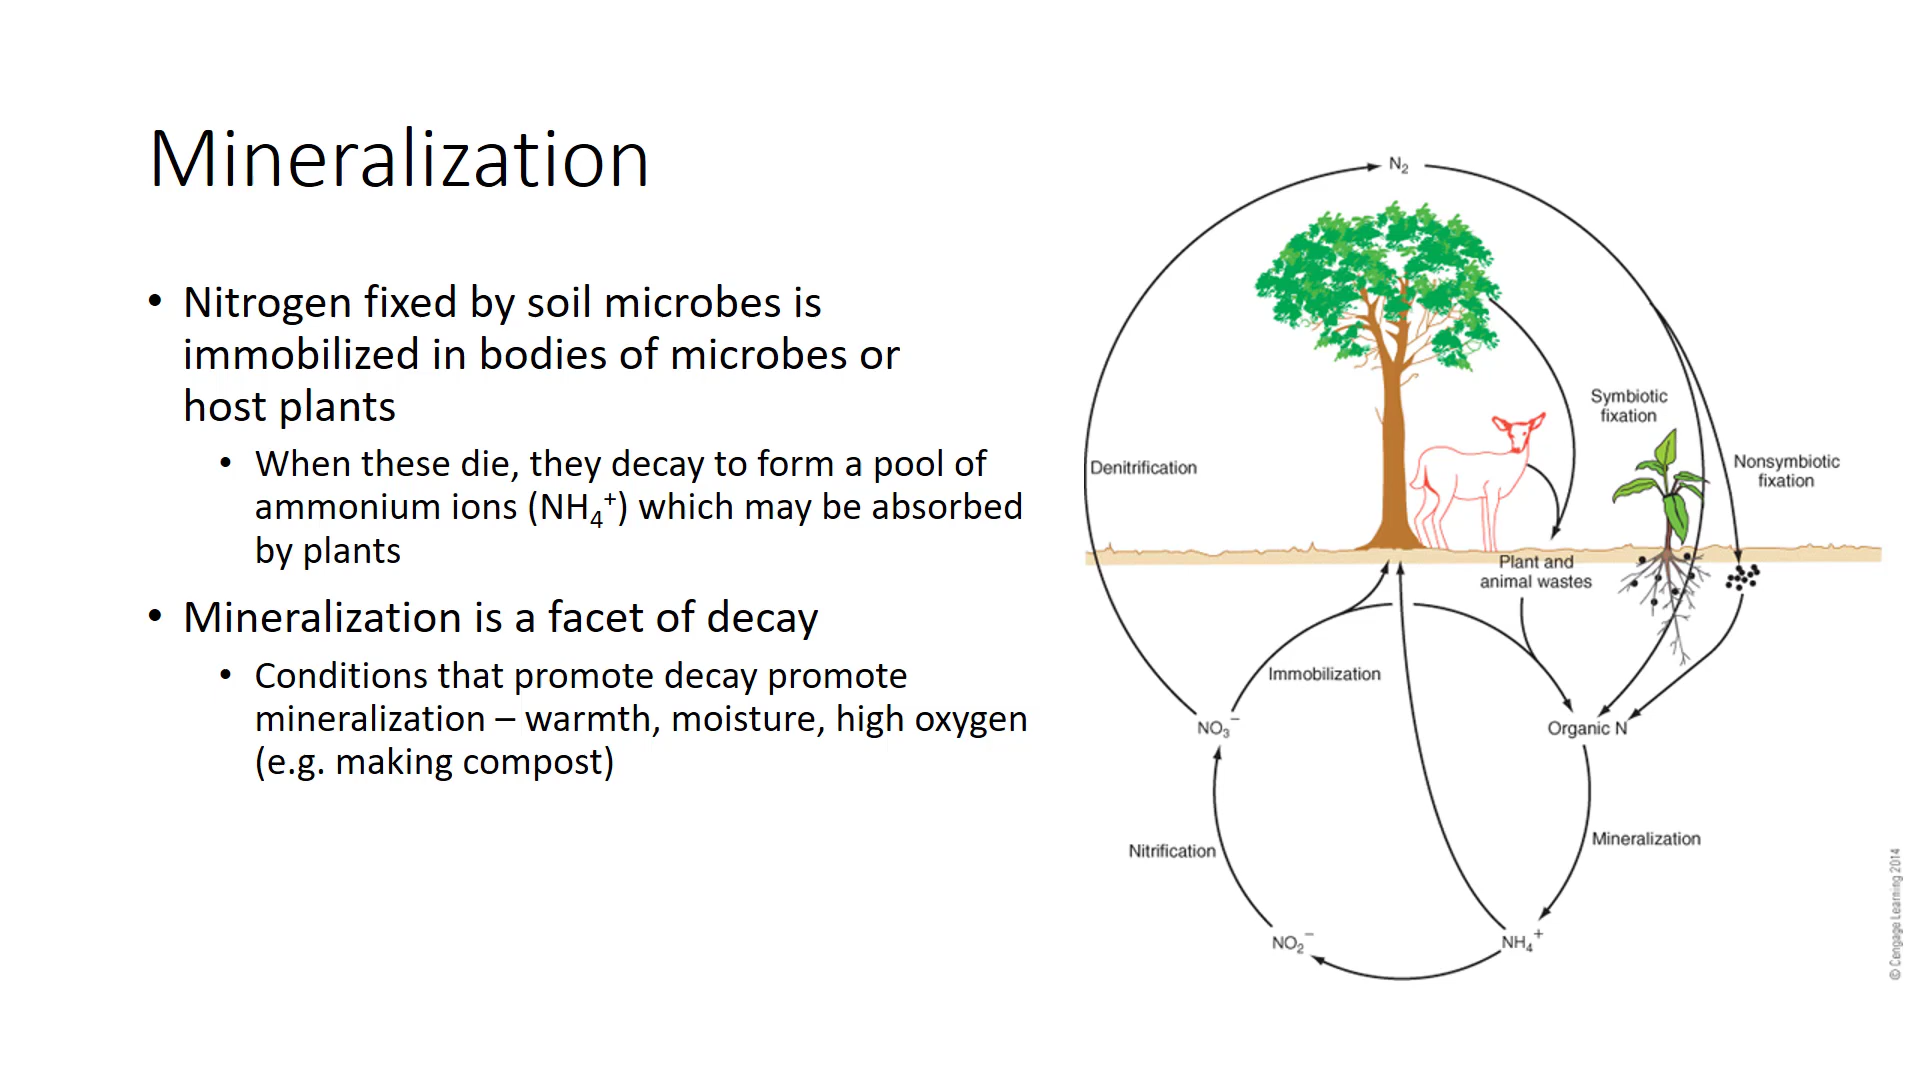 Mineralization
• Nitrogen fixed by soil microbes is
immobilized in bodies of microbes or
host plants
• When these die, they decay to form a pool of
ammonium ions (NH₄⁺) which may be absorbed
by plants
• Mineralization is a facet of decay
• Conditions that promote decay promote
mineralization – warmth, moisture, high oxygen
(e.g. making compost)
N₂
Symbiotic
fixation
Nonsymbiotic
fixation
Denitrification
Plant and
animal wastes
Immobilization
NO₃⁻
Organic N
Nitrification
Mineralization
NO₂⁻
NH₄⁺
© Cengage Learning 2014